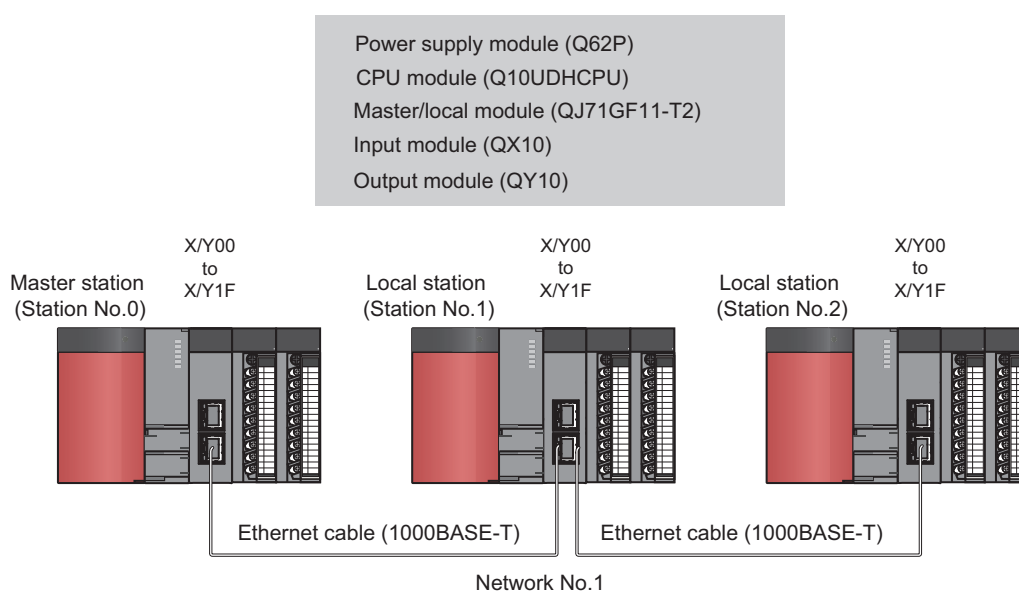 Power supply module (Q62P)
CPU module (Q10UDHCPU)
Master/local module (QJ71GF11-T2)
Input module (QX10)
Output module (QY10)
Master station
(Station No.0)
X/Y00
to
X/Y1F
Local station
(Station No.1)
X/Y00
to
X/Y1F
Local station
(Station No.2)
X/Y00
to
X/Y1F
Ethernet cable (1000BASE-T)
Ethernet cable (1000BASE-T)
Network No.1